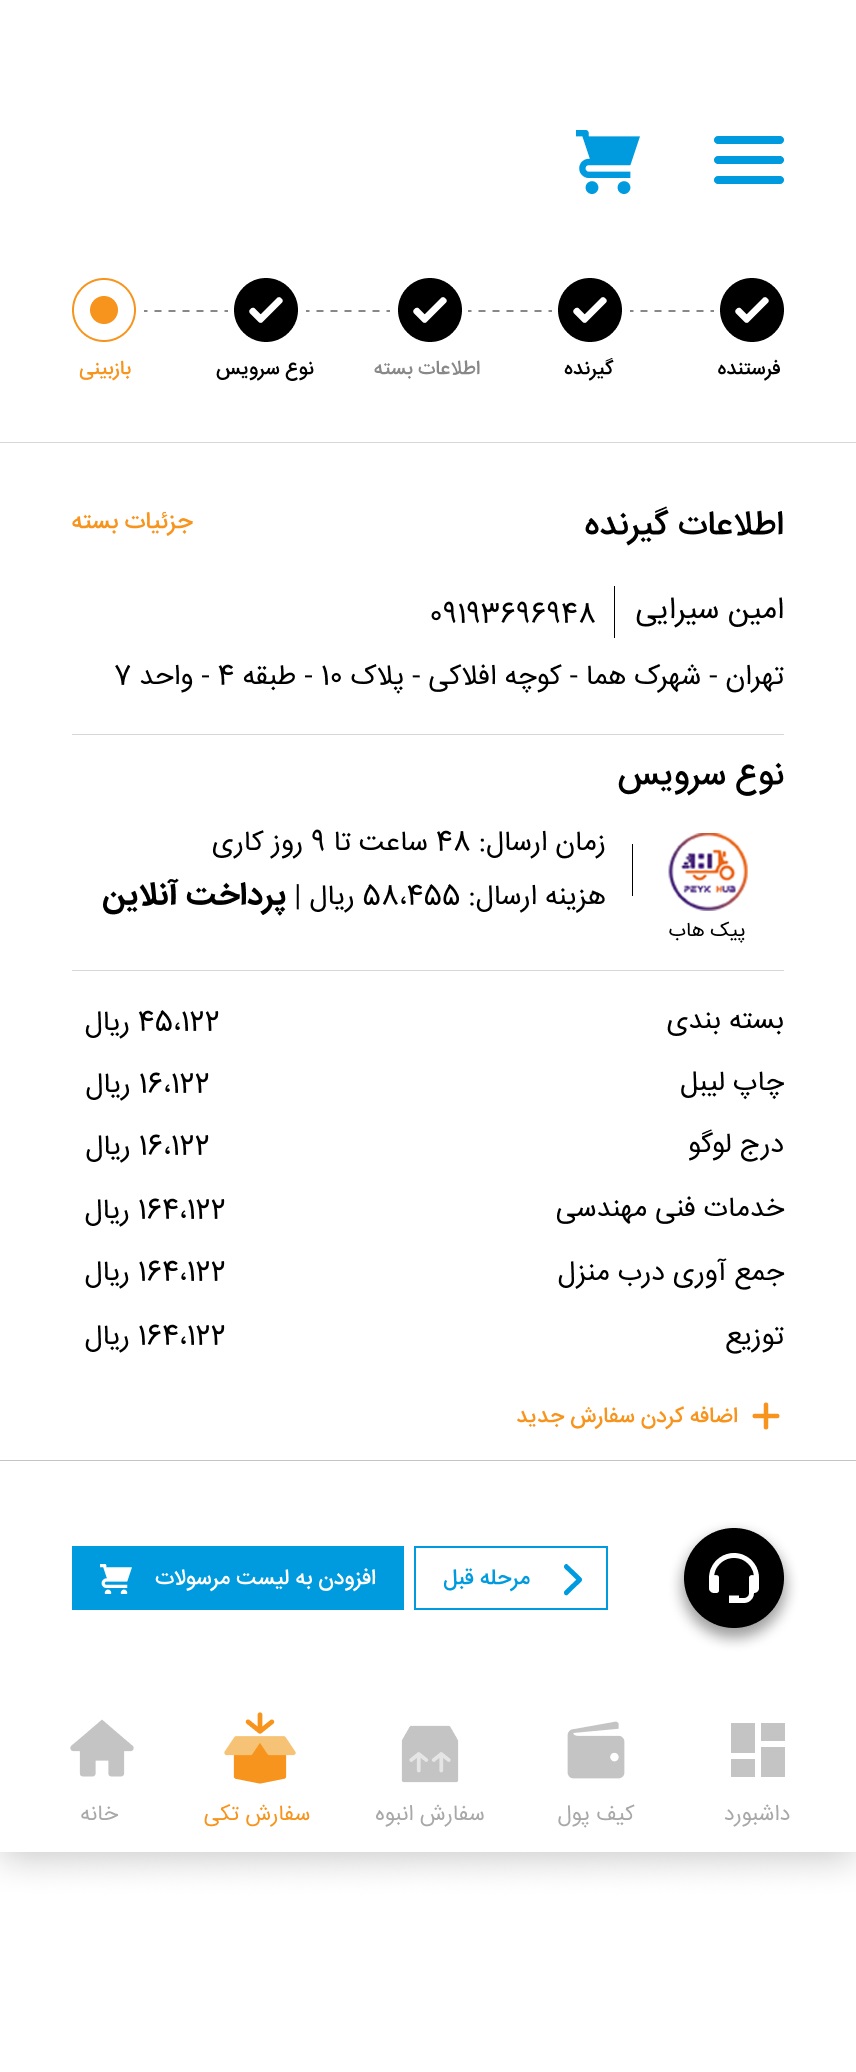 فرستنده
گیرنده
اطلاعات بسته
نوع سرویس
بازبینی
اطلاعات گیرنده
جزئیات بسته
امین سیرایی | ۰۹۱۹۳۶۹۶۹۴۸
تهران - شهرک هما - کوچه افلاکی - پلاک ۱۰ - طبقه ۴ - واحد ۷
نوع سرویس
PEYK HUB
پیک هاب
زمان ارسال: ۴۸ ساعت تا ۹ روز کاری
هزینه ارسال: ۵۸،۴۵۵ ریال | پرداخت آنلاین
بسته بندی ۴۵،۱۲۲ ریال
چاپ لیبل ۱۶،۱۲۲ ریال
درج لوگو ۱۶،۱۲۲ ریال
خدمات فنی مهندسی ۱۶۴،۱۲۲ ریال
جمع آوری درب منزل ۱۶۴،۱۲۲ ریال
توزیع ۱۶۴،۱۲۲ ریال
اضافه کردن سفارش جدید
مرحله قبل
افزودن به لیست مرسولات
داشبورد
کیف پول
سفارش انبوه
سفارش تکی
خانه